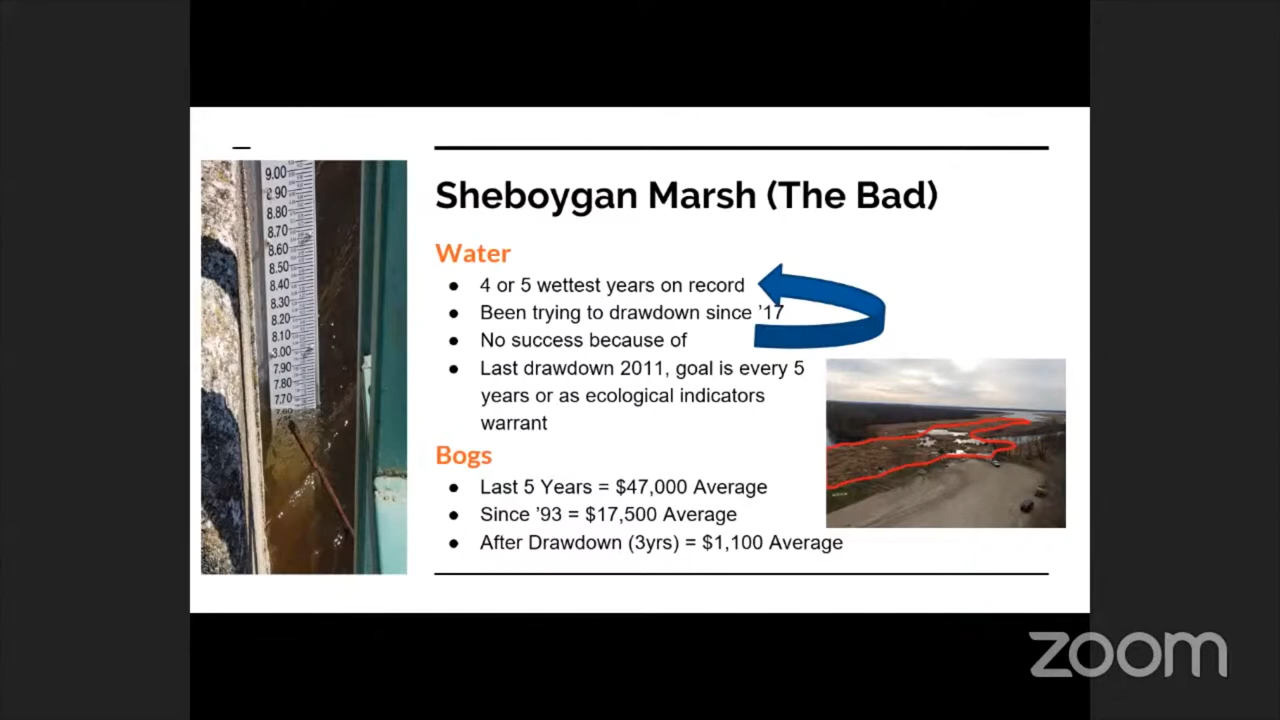 Sheboygan Marsh (The Bad)
Water
● 4 or 5 wettest years on record
● Been trying to drawdown since ’17
● No success because of
● Last drawdown 2011, goal is every 5
years or as ecological indicators
warrant
Bogs
● Last 5 Years = $47,000 Average
● Since ’93 = $17,500 Average
● After Drawdown (3yrs) = $1,100 Average
9.00
8.90
8.80
8.70
8.60
8.50
8.40
8.30
8.20
8.10
8.00
7.90
7.80
7.70
7.60
zoom